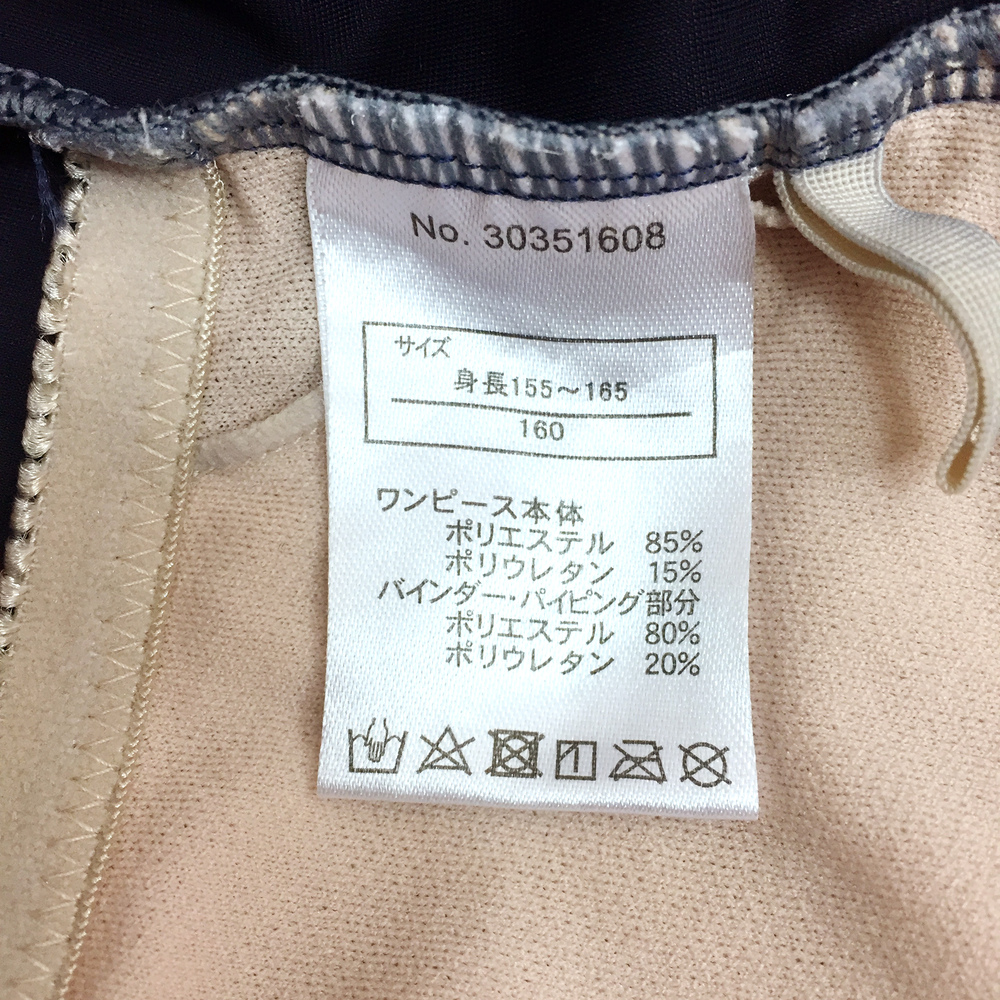 No. 30351608
サイズ
身長155～165
160
ワンピース本体
ポリエステル 85%
ポリウレタン 15%
バインダー・パイピング部分
ポリエステル 80%
ポリウレタン 20%